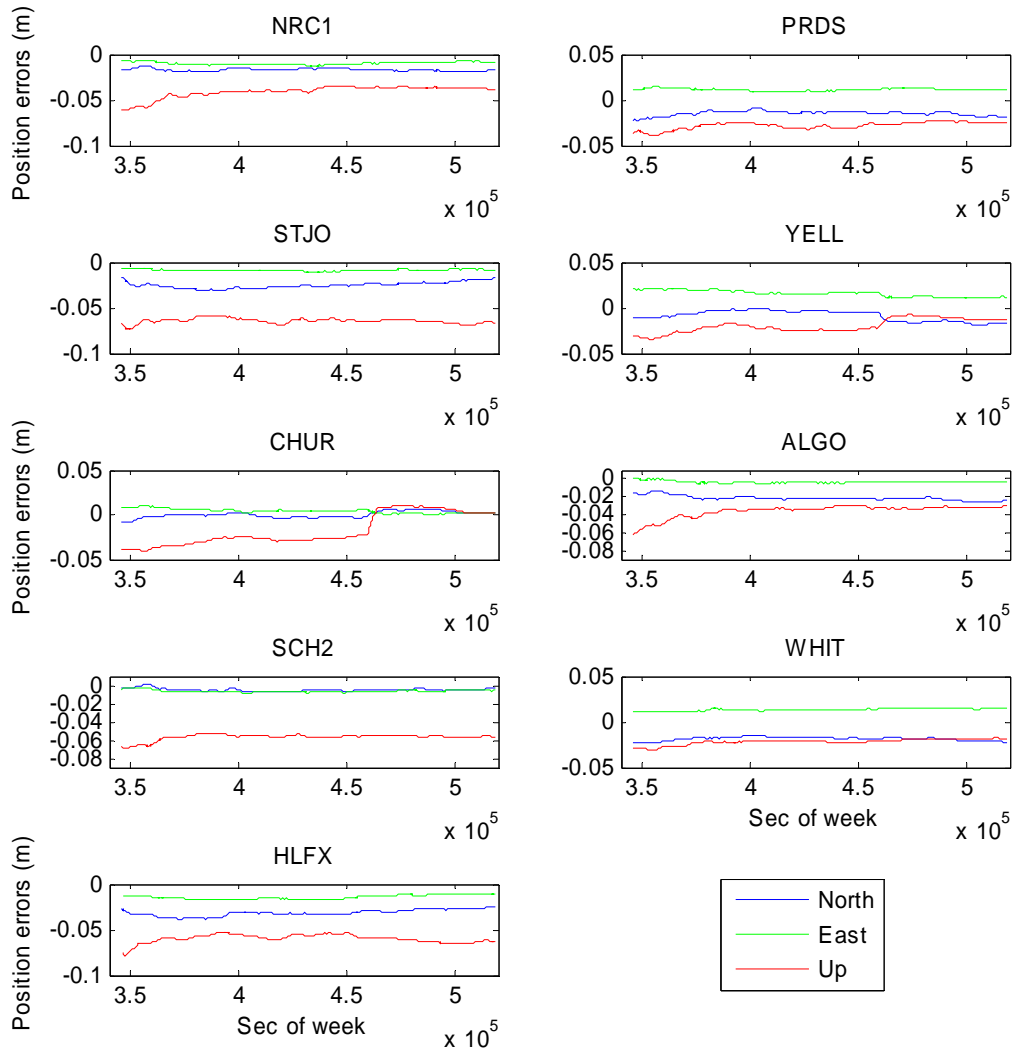 NRC1
PRDS
Position errors (m)
0
-0.05
-0.1
3.5 4 4.5 5
x 10^5
0.05
0
-0.05
3.5 4 4.5 5
x 10^5
STJO
YELL
0
-0.05
-0.1
3.5 4 4.5 5
x 10^5
0.05
0
-0.05
3.5 4 4.5 5
x 10^5
CHUR
ALGO
Position errors (m)
0.05
0
-0.05
3.5 4 4.5 5
x 10^5
0
-0.02
-0.04
-0.06
-0.08
3.5 4 4.5 5
x 10^5
SCH2
WHIT
0
-0.02
-0.04
-0.06
-0.08
3.5 4 4.5 5
x 10^5
0.05
0
-0.05
3.5 4 4.5 5
Sec of week
x 10^5
HLFX
Position errors (m)
0
-0.05
-0.1
3.5 4 4.5 5
Sec of week
x 10^5
North
East
Up